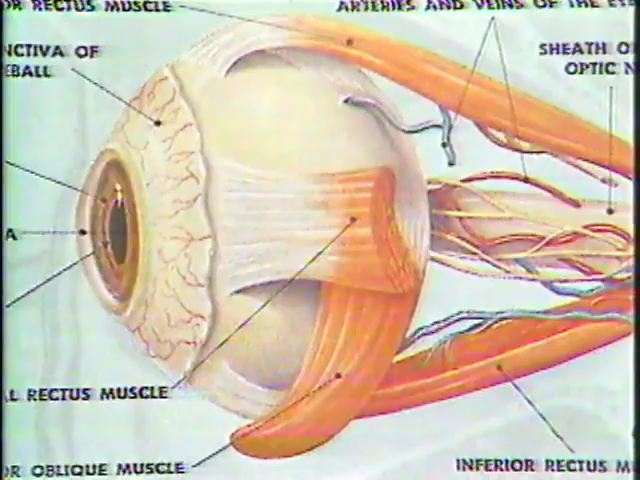 OR RECTUS MUSCLE
ARTERIES AND VEINS OF THE EYE
NCTIVA OF
EBALL
SHEATH O
OPTIC N
A
AL RECTUS MUSCLE
OR OBLIQUE MUSCLE
INFERIOR RECTUS M